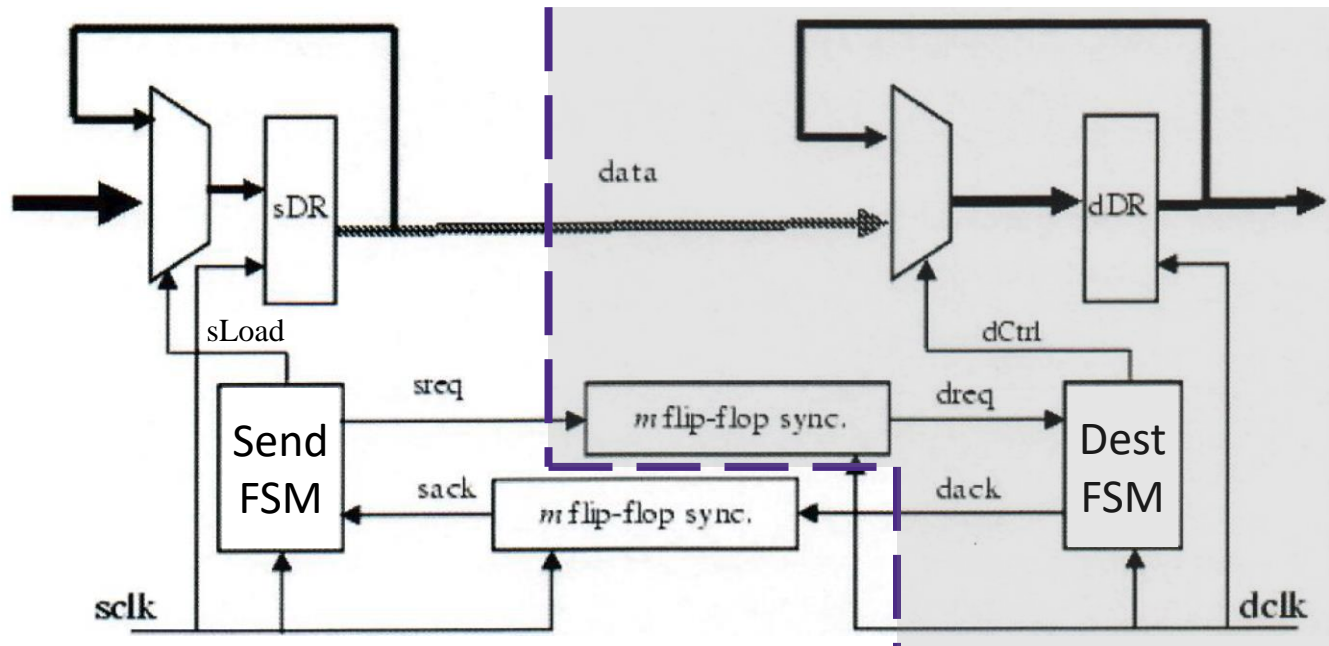 data
sDR
dDR
sLoad
dCtrl
sreq
dreq
m flip-flop sync.
Send
FSM
Dest
FSM
sack
dack
m flip-flop sync.
sclk
dclk